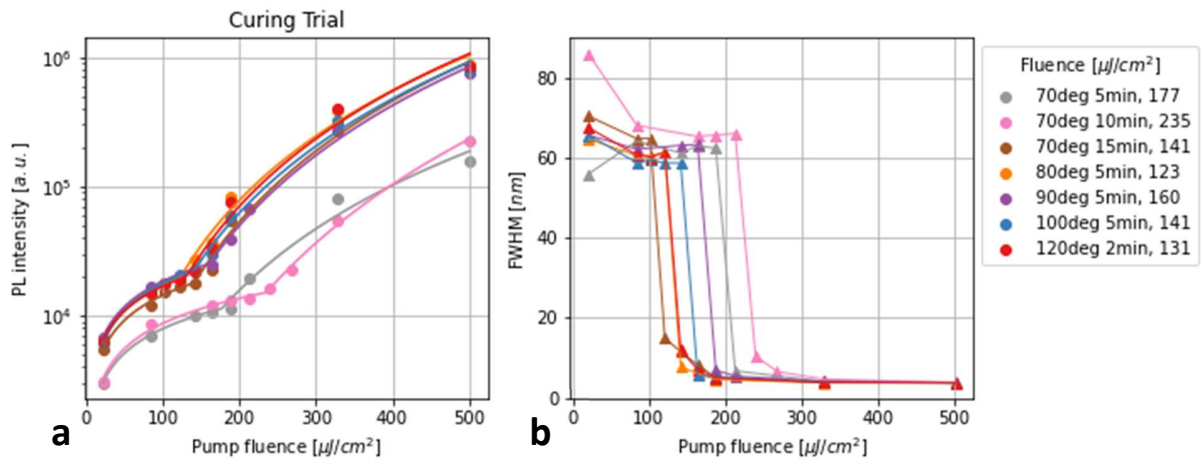 Curing Trial
PL intensity [a. u.]
10⁶
10⁵
10⁴
0 100 200 300 400 500
Pump fluence [μJ/cm²]
a
FWHM [nm]
80
60
40
20
0
0 100 200 300 400 500
Pump fluence [μJ/cm²]
b
Fluence [μJ/cm²]
70deg 5min, 177
70deg 10min, 235
70deg 15min, 141
80deg 5min, 123
90deg 5min, 160
100deg 5min, 141
120deg 2min, 131